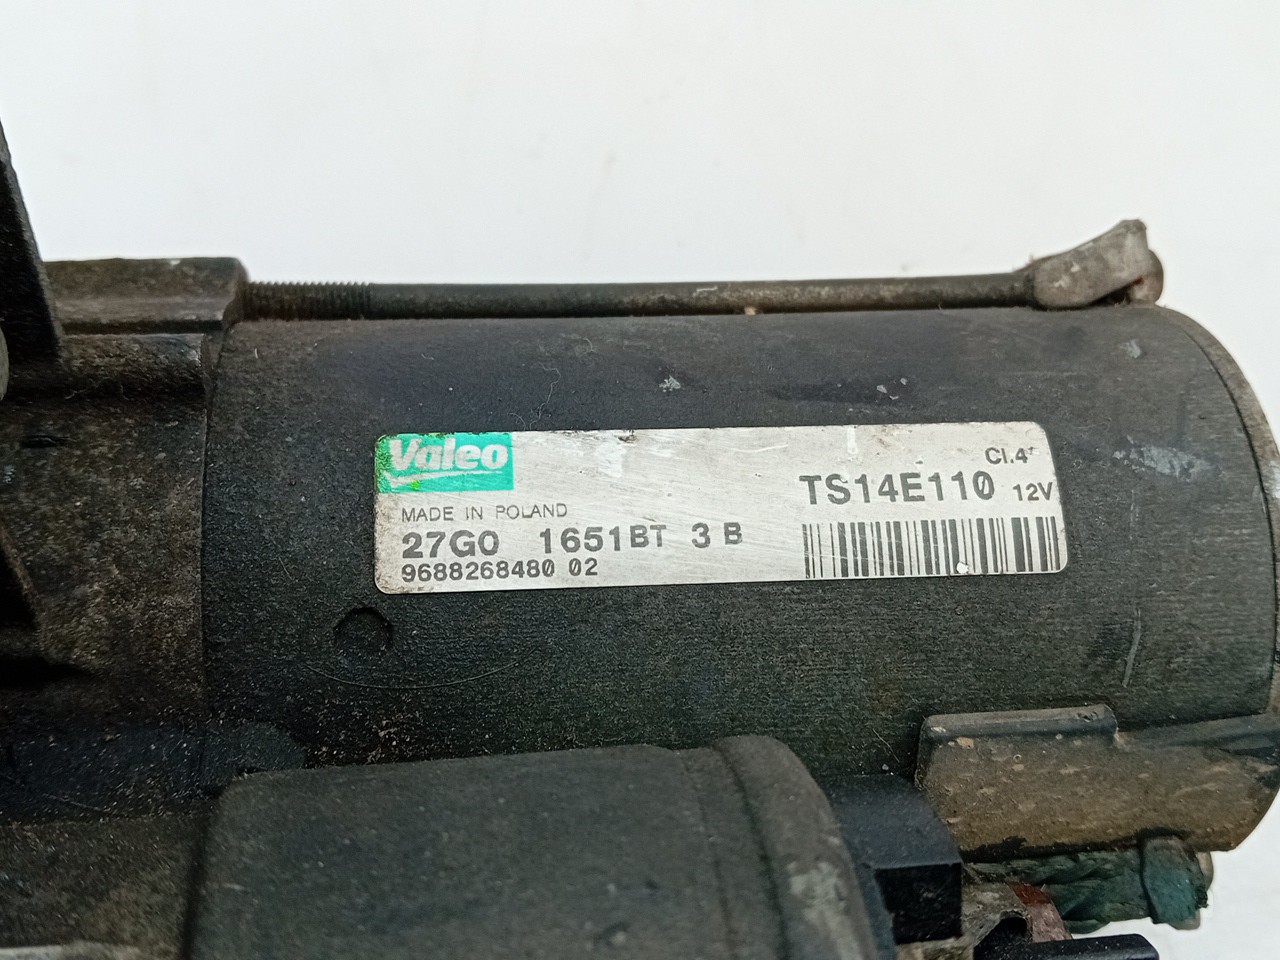 Valeo
Cl.4+
TS14E110 12V
MADE IN POLAND
27G0 1651BT 3 B
9688268480 02